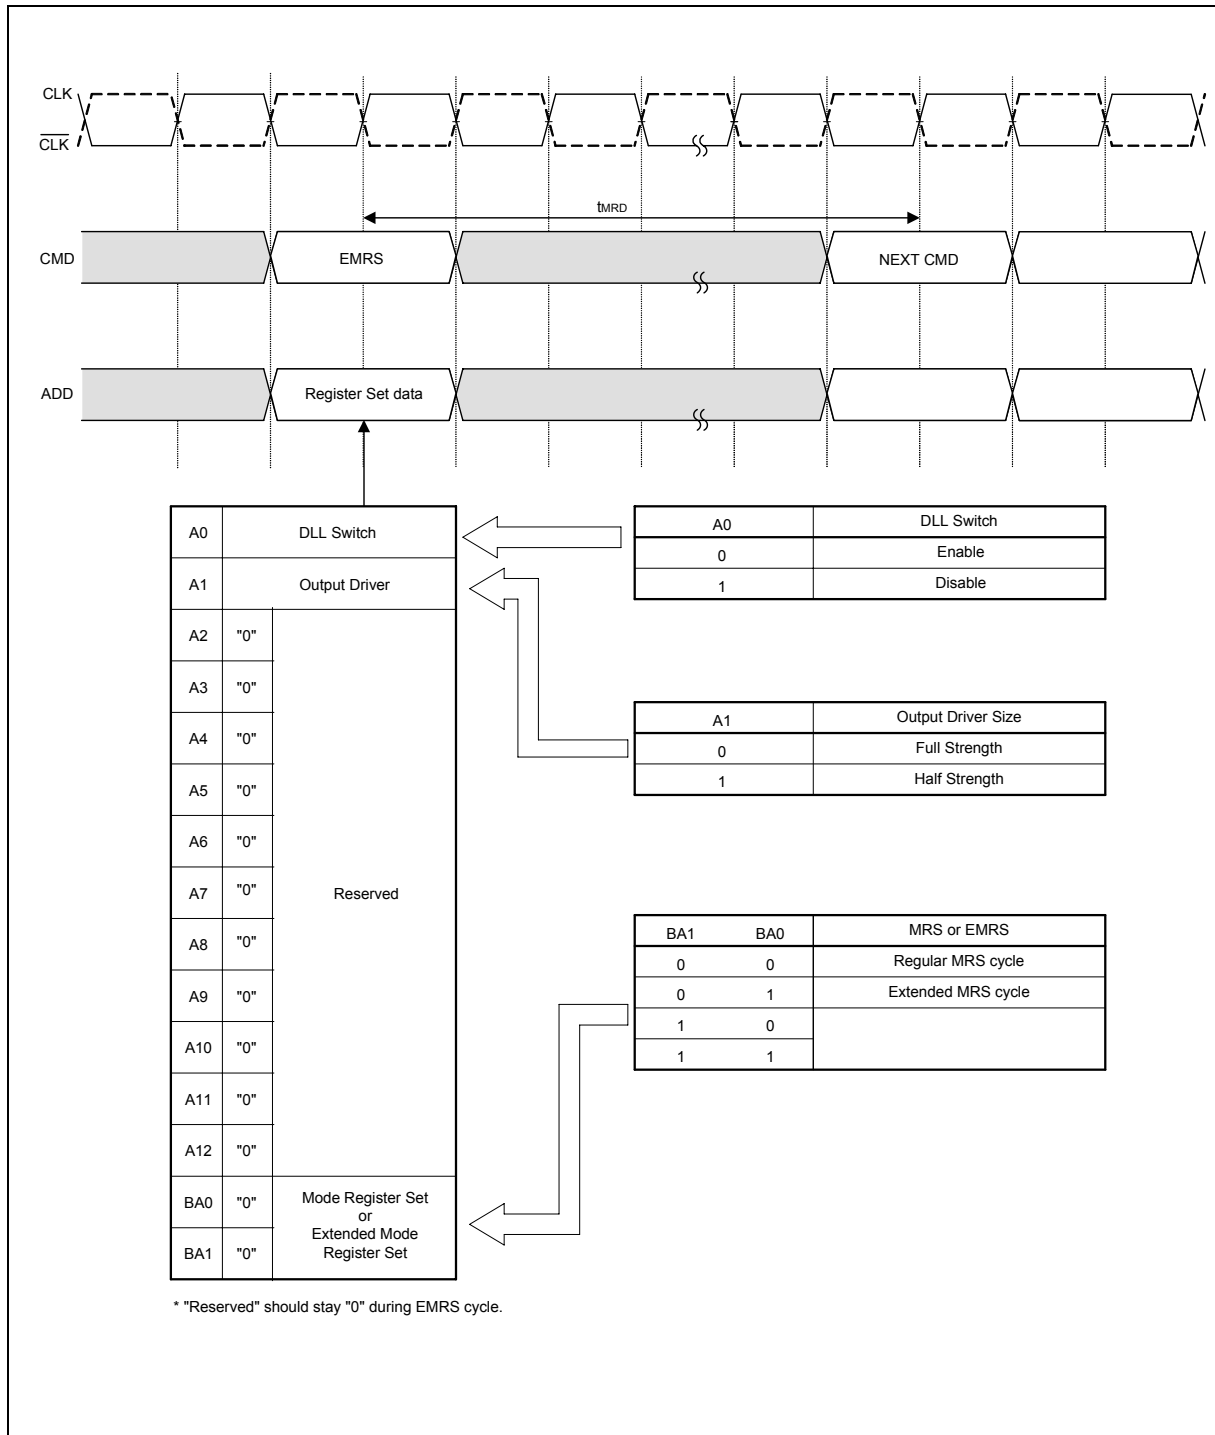 CLK
CLK
tMRD
CMD EMRS NEXT CMD
ADD Register Set data
A0 DLL Switch
A1 Output Driver
A2 "0"
A3 "0"
A4 "0"
A5 "0"
A6 "0"
A7 "0" Reserved
A8 "0"
A9 "0"
A10 "0"
A11 "0"
A12 "0"
BA0 "0"
BA1 "0"
Mode Register Set
or
Extended Mode
Register Set
A0 DLL Switch
0 Enable
1 Disable
A1 Output Driver Size
0 Full Strength
1 Half Strength
BA1 BA0 MRS or EMRS
0 0 Regular MRS cycle
0 1 Extended MRS cycle
1 0
1 1
* "Reserved" should stay "0" during EMRS cycle.